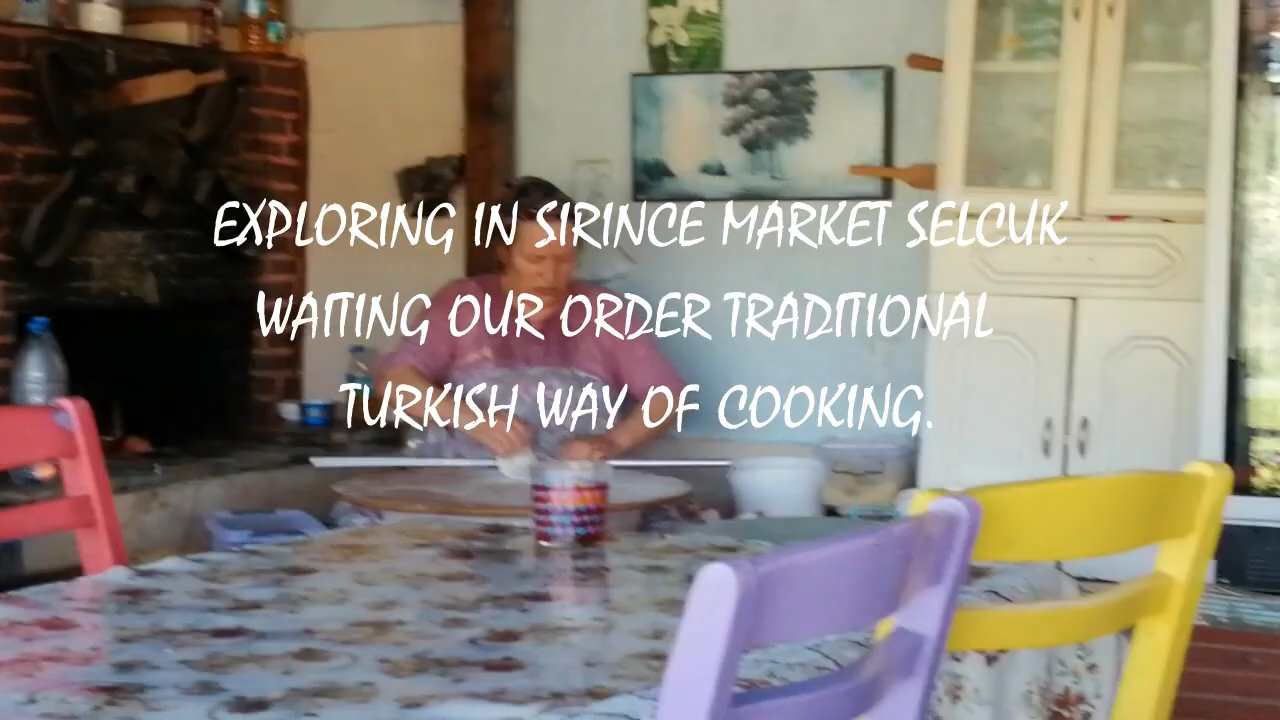 EXPLORING IN SIRINCE MARKET SELCUK
WAITING OUR ORDER TRADITIONAL
TURKISH WAY OF COOKING.